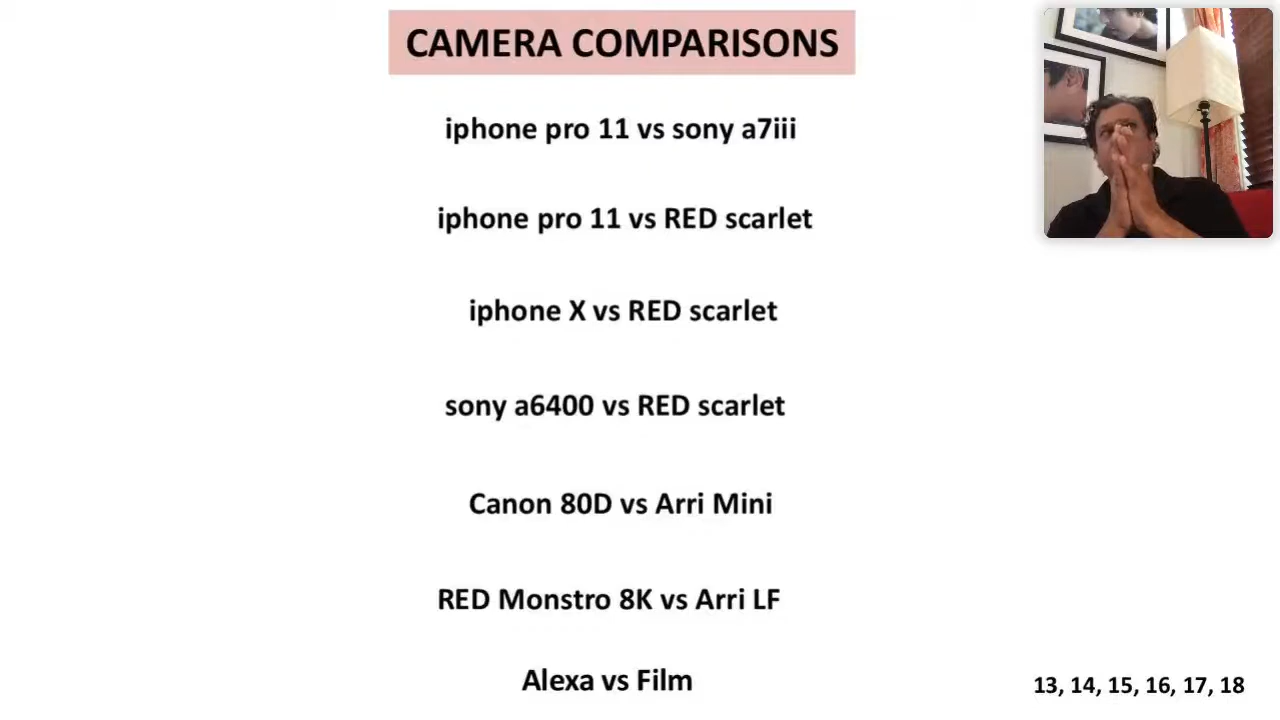 CAMERA COMPARISONS
iphone pro 11 vs sony a7iii
iphone pro 11 vs RED scarlet
iphone X vs RED scarlet
sony a6400 vs RED scarlet
Canon 80D vs Arri Mini
RED Monstro 8K vs Arri LF
Alexa vs Film
13, 14, 15, 16, 17, 18